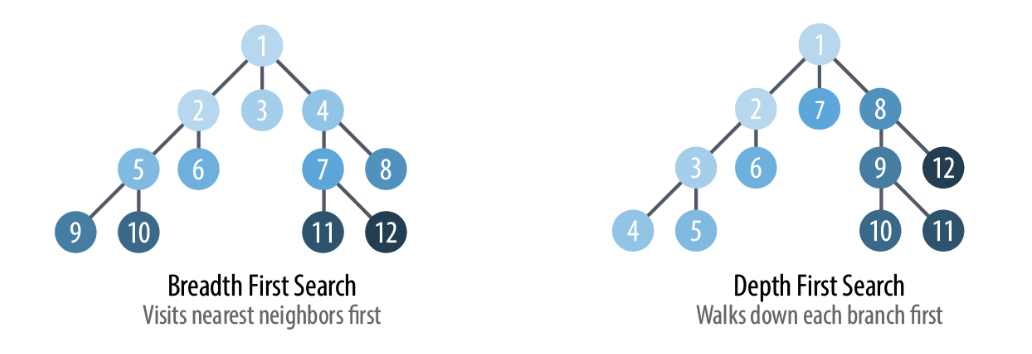 1
2 3 4
5 6 7 8
9 10 11 12
Breadth First Search
Visits nearest neighbors first
1
2 7 8
3 6 9 12
4 5 10 11
Depth First Search
Walks down each branch first